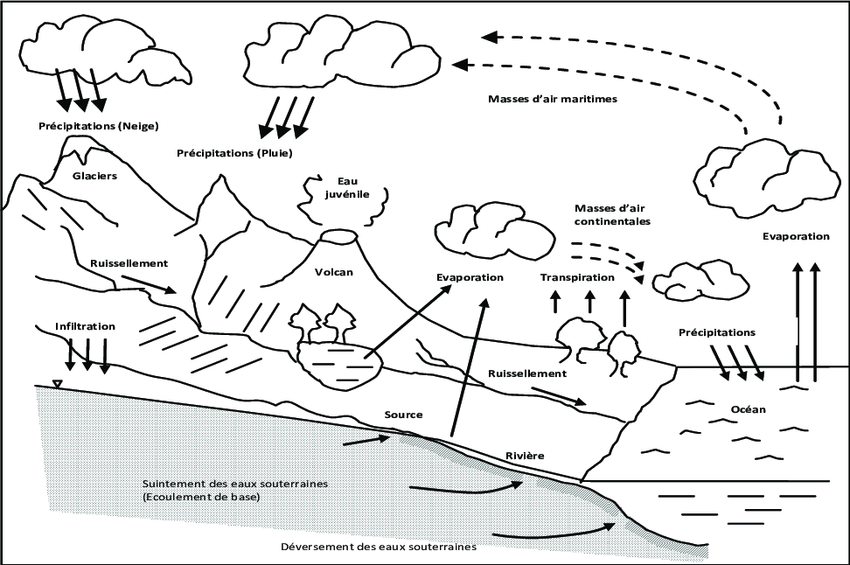 Masses d'air maritimes
Précipitations (Neige)
Précipitations (Pluie)
Glaciers
Eau
juvénile
Masses d'air
continentales
Evaporation
Ruissellement
Volcan
Evaporation
Transpiration
Infiltration
Précipitations
Ruissellement
Océan
Source
Rivière
Suintement des eaux souterraines
(Ecoulement de base)
Déversement des eaux souterraines